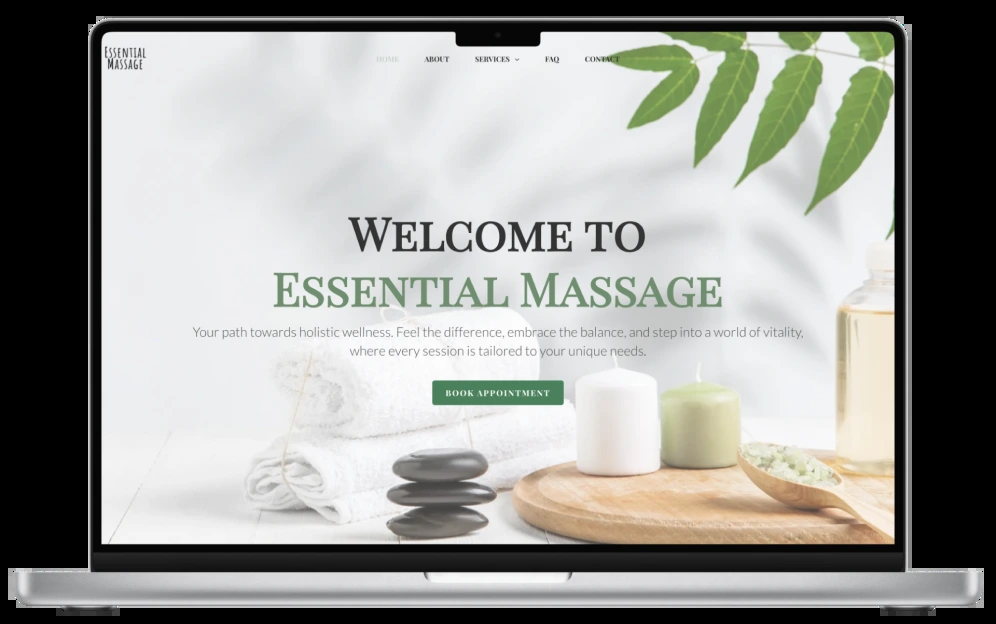 Essential
Massage
HOME
ABOUT
SERVICES
FAQ
CONTACT
Welcome to
Essential Massage
Your path towards holistic wellness. Feel the difference, embrace the balance, and step into a world of vitality,
where every session is tailored to your unique needs.
BOOK APPOINTMENT